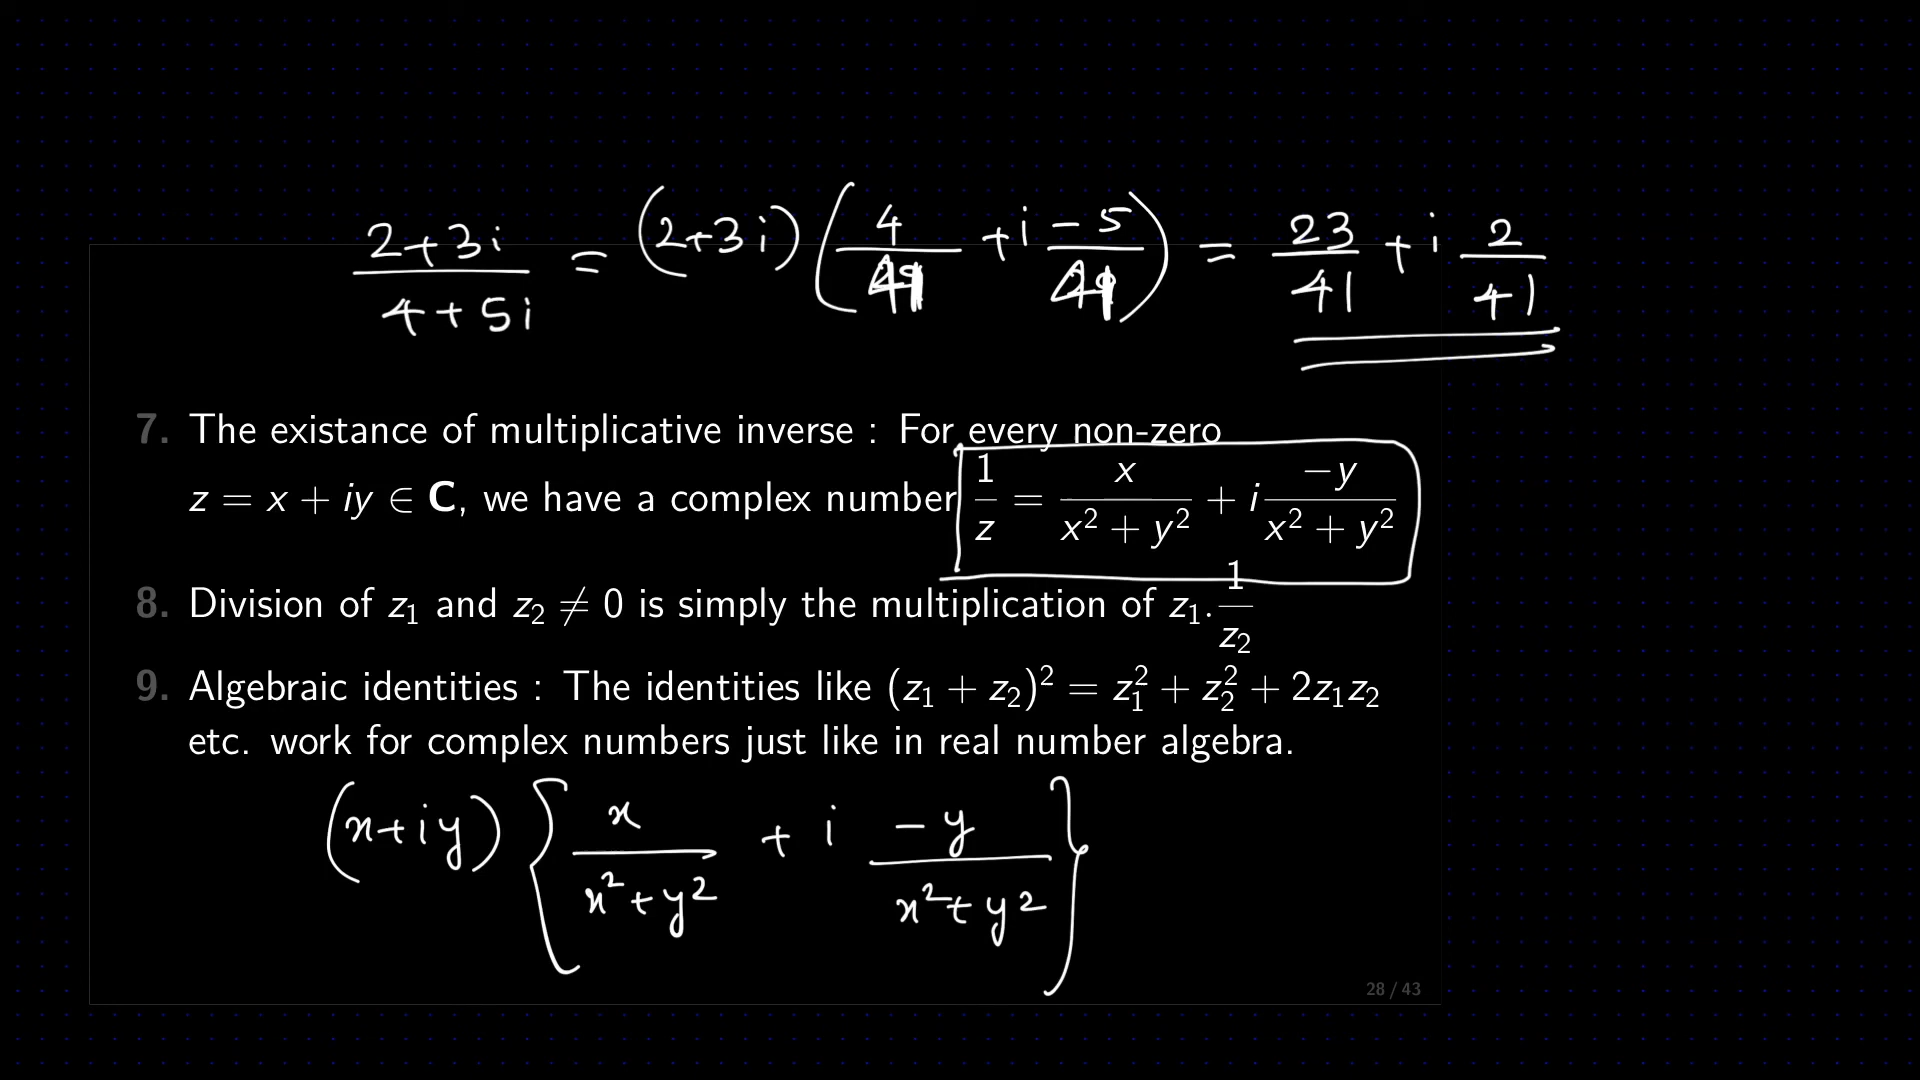 (2+3i)/(4+5i) = (2+3i)(4/41 + i -5/41) = 23/41 + i 2/41
7. The existance of multiplicative inverse : For every non-zero
z = x + iy ∈ C, we have a complex number 1/z = x/(x² + y²) + i -y/(x² + y²)
8. Division of z₁ and z₂ ≠ 0 is simply the multiplication of z₁.1/z₂
9. Algebraic identities : The identities like (z₁ + z₂)² = z₁² + z₂² + 2z₁z₂
etc. work for complex numbers just like in real number algebra.
(x+iy) { x/(x²+y²) + i -y/(x²+y²) }
28 / 43